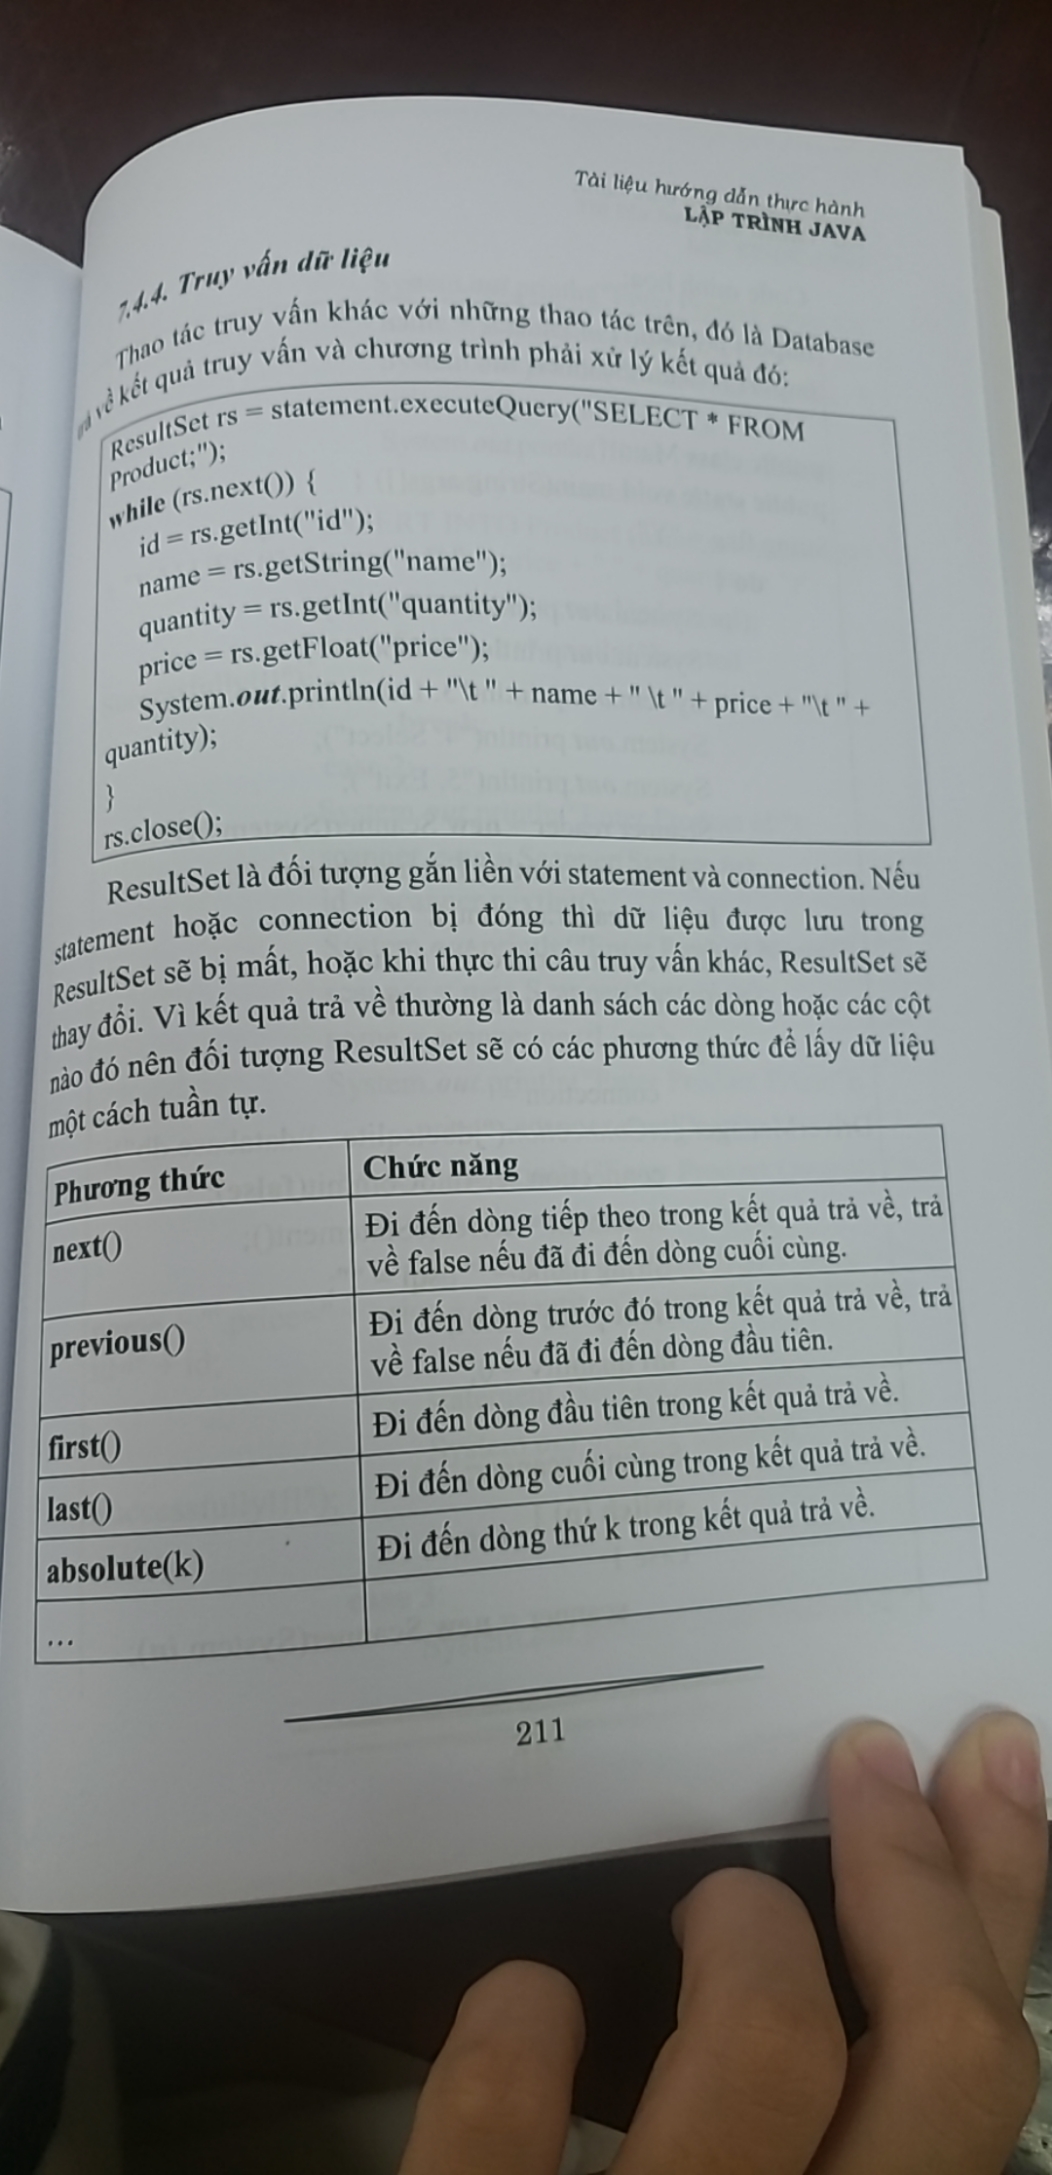 Tài liệu hướng dẫn thực hành
LẬP TRÌNH JAVA
7.4.4. Truy vấn dữ liệu
Thao tác truy vấn khác với những thao tác trên, đó là Database
về kết quả truy vấn và chương trình phải xử lý kết quả đó:
ResultSet rs = statement.executeQuery("SELECT * FROM
Product;");
while (rs.next()) {
id = rs.getInt("id");
name = rs.getString("name");
quantity = rs.getInt("quantity");
price = rs.getFloat("price");
System.out.println(id + "\t " + name + " \t " + price + "\t " +
quantity);
}
rs.close();
ResultSet là đối tượng gắn liền với statement và connection. Nếu
statement hoặc connection bị đóng thì dữ liệu được lưu trong
ResultSet sẽ bị mất, hoặc khi thực thi câu truy vấn khác, ResultSet sẽ
thay đổi. Vì kết quả trả về thường là danh sách các dòng hoặc các cột
nào đó nên đối tượng ResultSet sẽ có các phương thức để lấy dữ liệu
một cách tuần tự.
Phương thức Chức năng
next() Đi đến dòng tiếp theo trong kết quả trả về, trả
về false nếu đã đi đến dòng cuối cùng.
previous() Đi đến dòng trước đó trong kết quả trả về, trả
về false nếu đã đi đến dòng đầu tiên.
first() Đi đến dòng đầu tiên trong kết quả trả về.
last() Đi đến dòng cuối cùng trong kết quả trả về.
absolute(k) Đi đến dòng thứ k trong kết quả trả về.
...
211